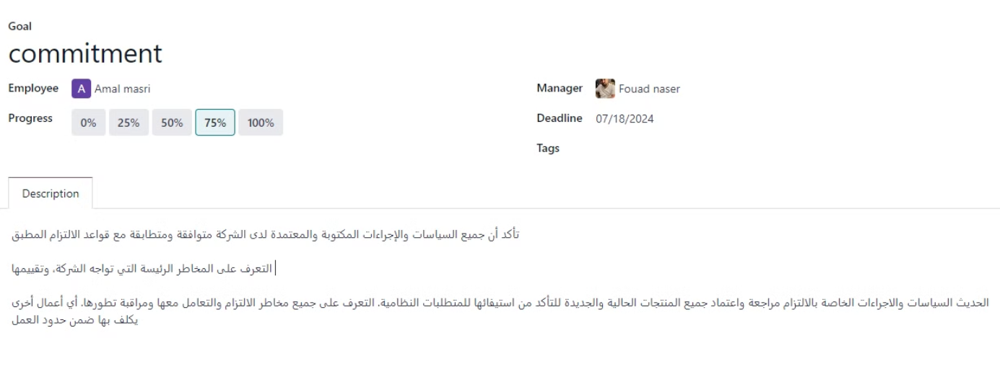 Goal
commitment
Employee A Amal masri
Manager Fouad naser
Progress 0% 25% 50% 75% 100%
Deadline 07/18/2024
Tags
Description
تأكد أن جميع السياسات والإجراءات المكتوبة والمعتمدة لدى الشركة متوافقة ومتطابقة مع قواعد الالتزام المطبق
التعرف على المخاطر الرئيسة التي تواجه الشركة، وتقييمها
الحديث السياسات والاجراءات الخاصة بالالتزام مراجعة واعتماد جميع المنتجات الحالية والجديدة للتأكد من استيفائها للمتطلبات النظامية. التعرف على جميع مخاطر الالتزام والتعامل معها ومراقبة تطورها. أي أعمال أخرى
يكلف بها ضمن حدود العمل